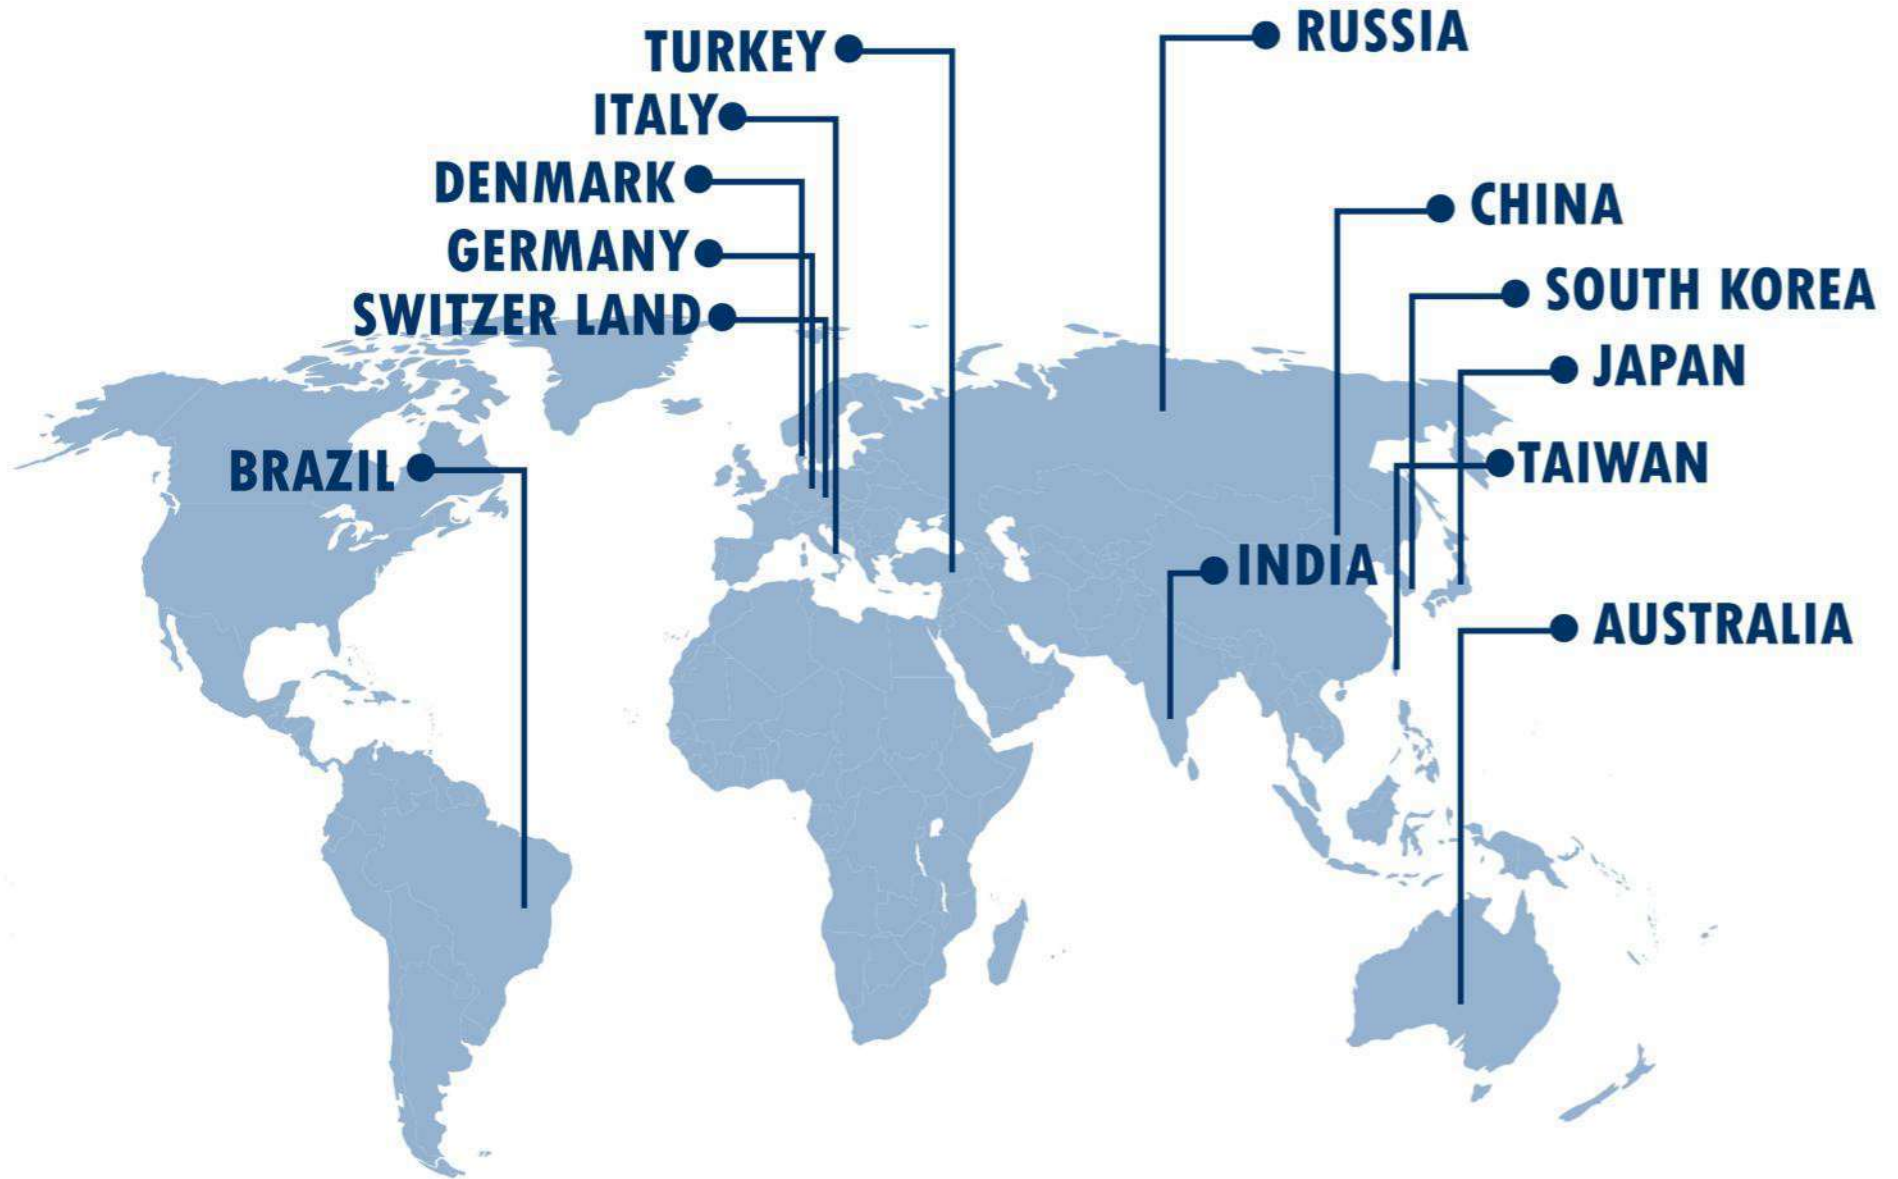 TURKEY
RUSSIA
ITALY
DENMARK
CHINA
GERMANY
SOUTH KOREA
SWITZER LAND
JAPAN
BRAZIL
TAIWAN
INDIA
AUSTRALIA